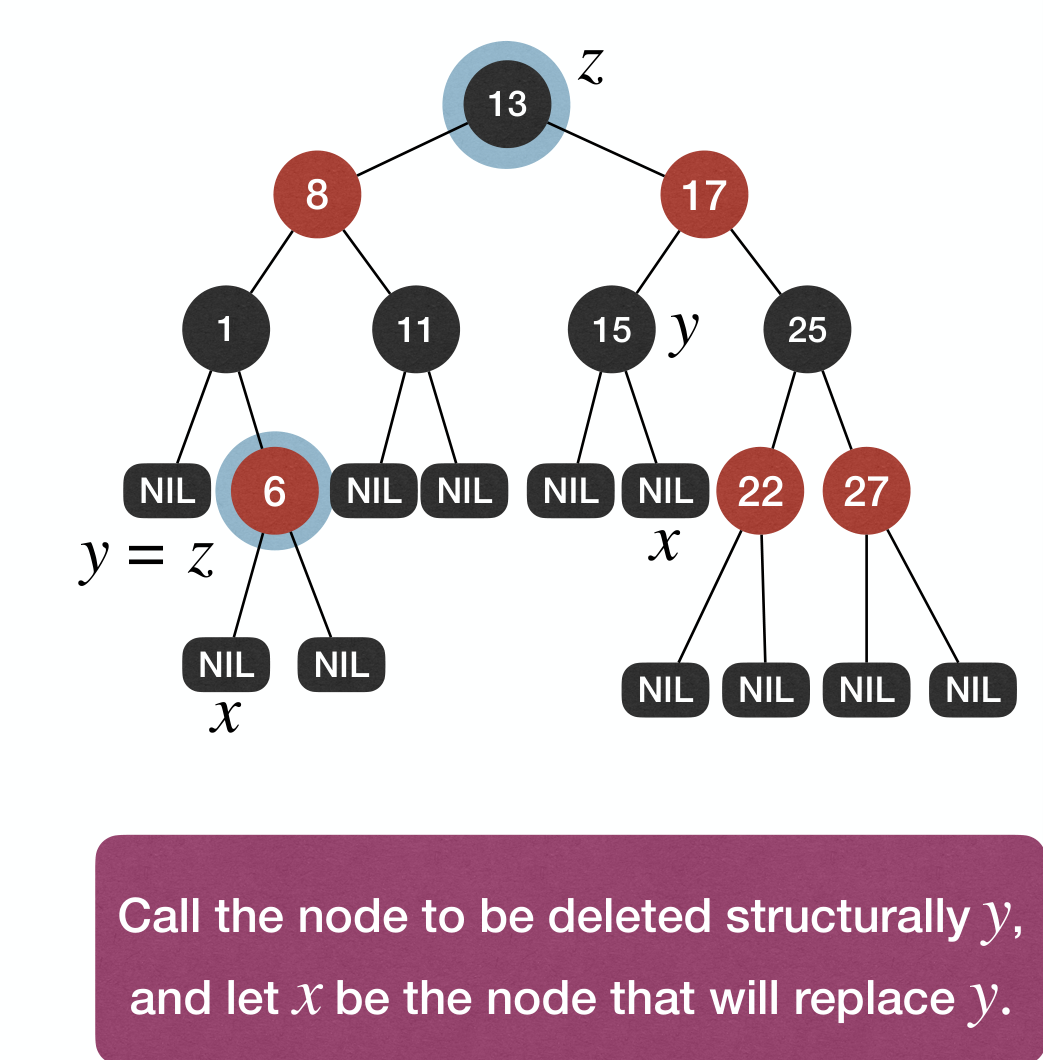 z
13
8
17
1
11
15
y
25
NIL
6
NIL
NIL
NIL
NIL
22
27
y = z
x
NIL
NIL
NIL
NIL
NIL
NIL
x
Call the node to be deleted structurally y,
and let x be the node that will replace y.